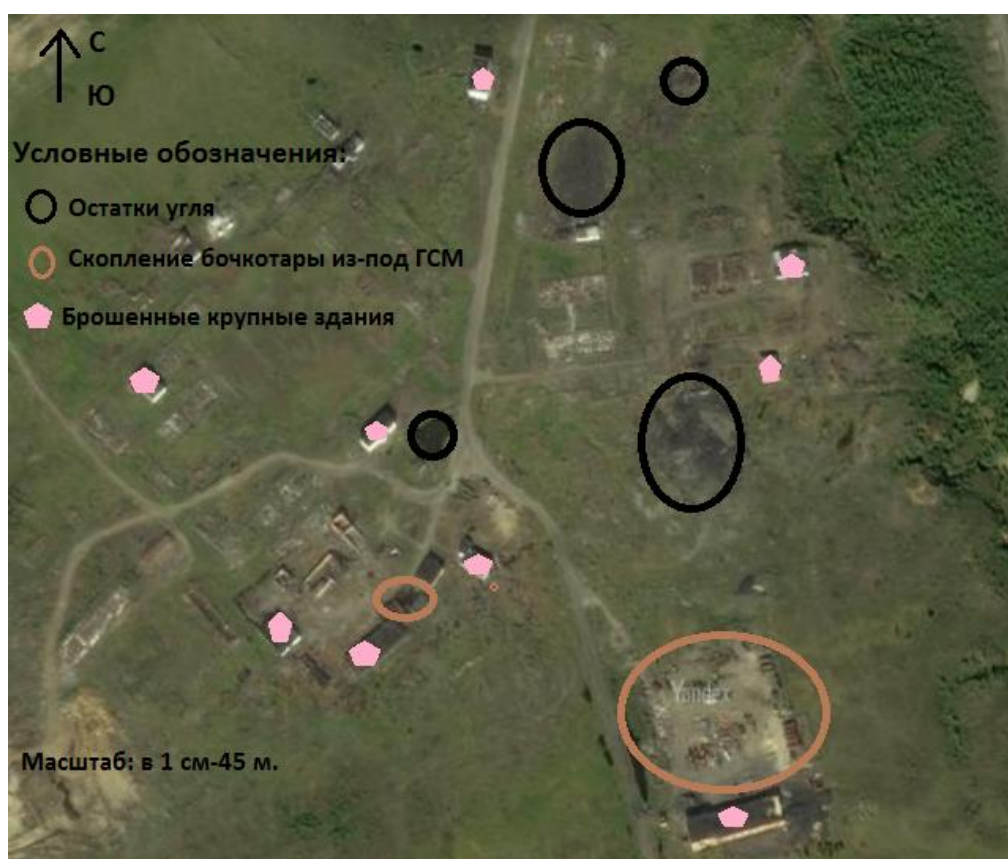 С
Ю
Условные обозначения:
Остатки угля
Скопление бочкотары из-под ГСМ
Брошенные крупные здания
Yandex
Масштаб: в 1 см-45 м.